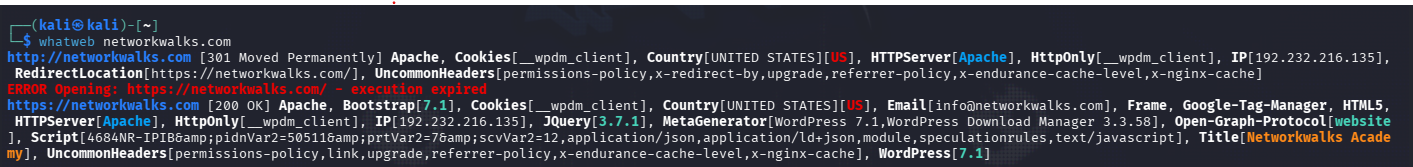 ┌──(kali㉿kali)-[~]
└─$ whatweb networkwalks.com
http://networkwalks.com [301 Moved Permanently] Apache, Cookies[__wpdm_client], Country[UNITED STATES][US], HTTPServer[Apache], HttpOnly[__wpdm_client], IP[192.232.216.135],
RedirectLocation[https://networkwalks.com/], UncommonHeaders[permissions-policy,x-redirect-by,upgrade,referrer-policy,x-endurance-cache-level,x-nginx-cache]
ERROR Opening: https://networkwalks.com/ - execution expired
https://networkwalks.com [200 OK] Apache, Bootstrap[7.1], Cookies[__wpdm_client], Country[UNITED STATES][US], Email[info@networkwalks.com], Frame, Google-Tag-Manager, HTML5,
HTTPServer[Apache], HttpOnly[__wpdm_client], IP[192.232.216.135], JQuery[3.7.1], MetaGenerator[WordPress 7.1,WordPress Download Manager 3.3.58], Open-Graph-Protocol[website
], Script[4684NR-IPIB&amp;pidnVar2=50511&amp;prtVar2=7&amp;scvVar2=12,application/json,application/ld+json,module,speculationrules,text/javascript], Title[Networkwalks Acade
my], UncommonHeaders[permissions-policy,link,upgrade,referrer-policy,x-endurance-cache-level,x-nginx-cache], WordPress[7.1]